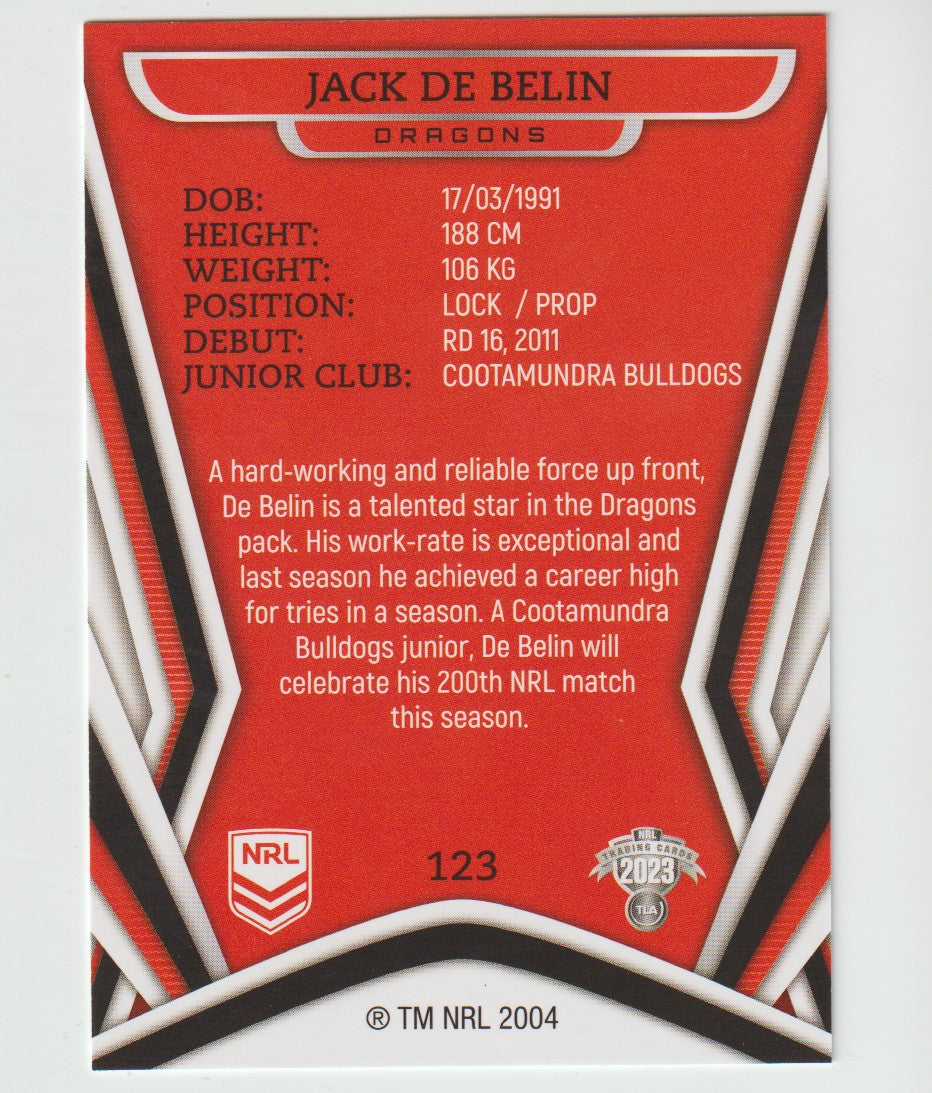 JACK DE BELIN
DRAGONS
DOB: 17/03/1991
HEIGHT: 188 CM
WEIGHT: 106 KG
POSITION: LOCK / PROP
DEBUT: RD 16, 2011
JUNIOR CLUB: COOTAMUNDRA BULLDOGS
A hard-working and reliable force up front,
De Belin is a talented star in the Dragons
pack. His work-rate is exceptional and
last season he achieved a career high
for tries in a season. A Cootamundra
Bulldogs junior, De Belin will
celebrate his 200th NRL match
this season.
NRL
123
NRL
TRADING CARDS
2023
TLA
® TM NRL 2004